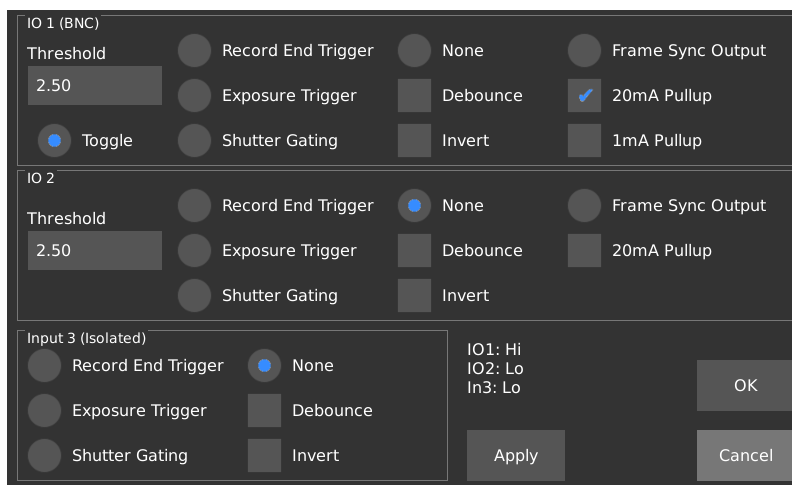 IO 1 (BNC)
Threshold
2.50
Toggle
Record End Trigger
Exposure Trigger
Shutter Gating
None
Debounce
Invert
Frame Sync Output
20mA Pullup
1mA Pullup
IO 2
Threshold
2.50
Record End Trigger
Exposure Trigger
Shutter Gating
None
Debounce
Invert
Frame Sync Output
20mA Pullup
Input 3 (Isolated)
Record End Trigger
Exposure Trigger
Shutter Gating
None
Debounce
Invert
IO1: Hi
IO2: Lo
In3: Lo
Apply
OK
Cancel